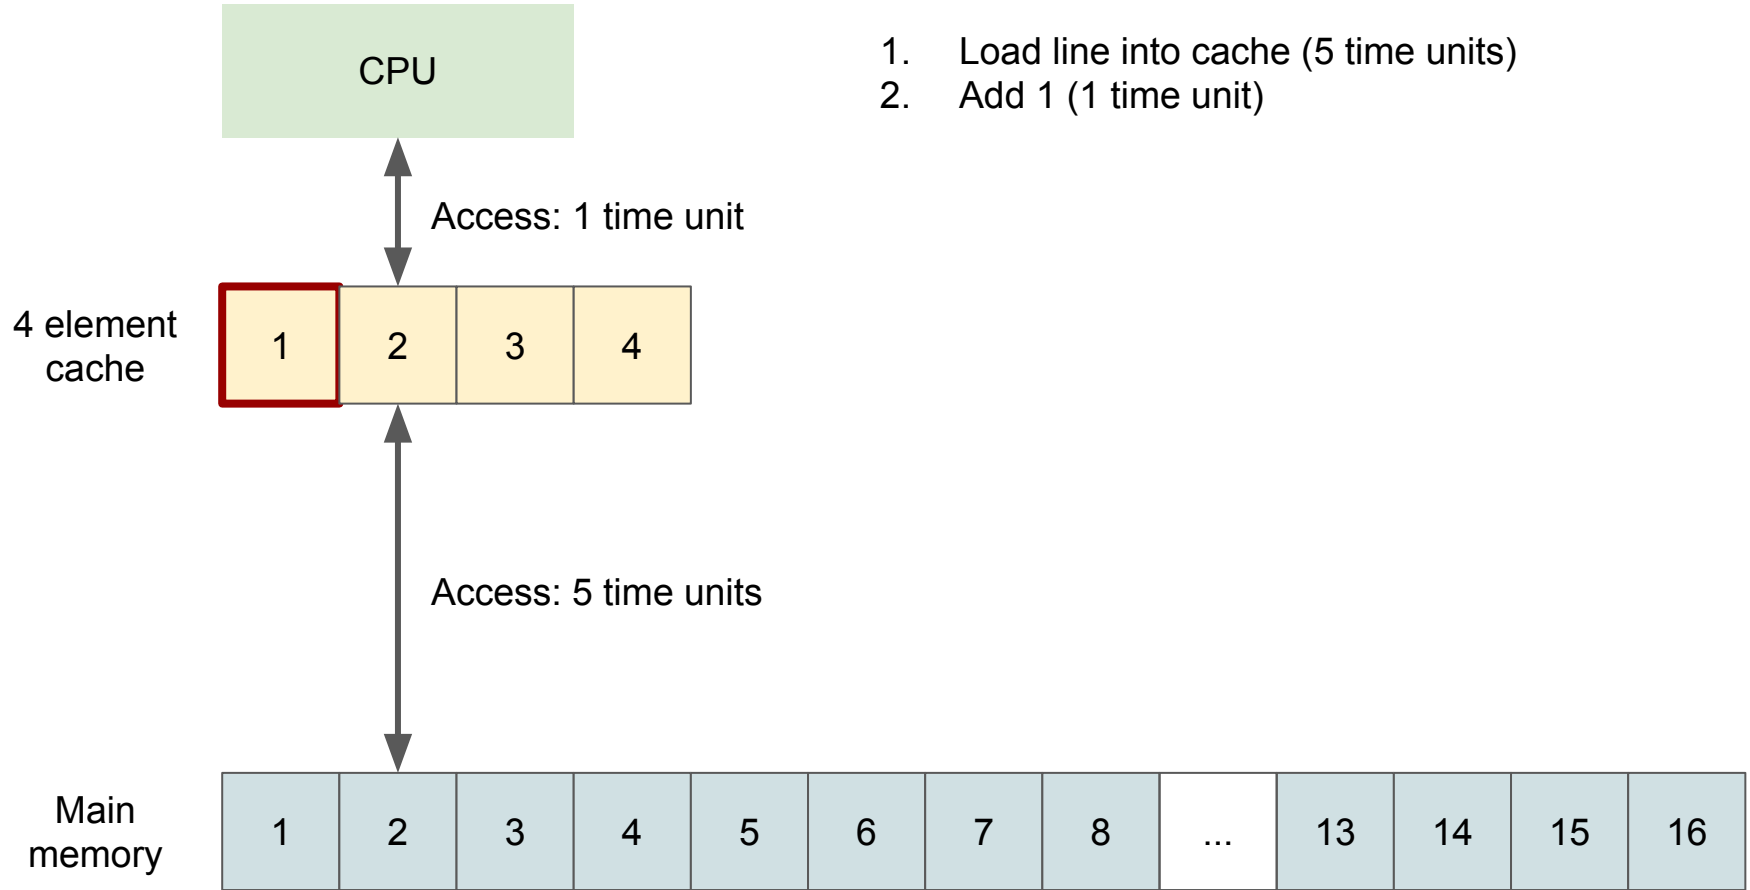 CPU
1. Load line into cache (5 time units)
2. Add 1 (1 time unit)
Access: 1 time unit
4 element
cache
1 2 3 4
Access: 5 time units
Main
memory
1 2 3 4 5 6 7 8 ... 13 14 15 16